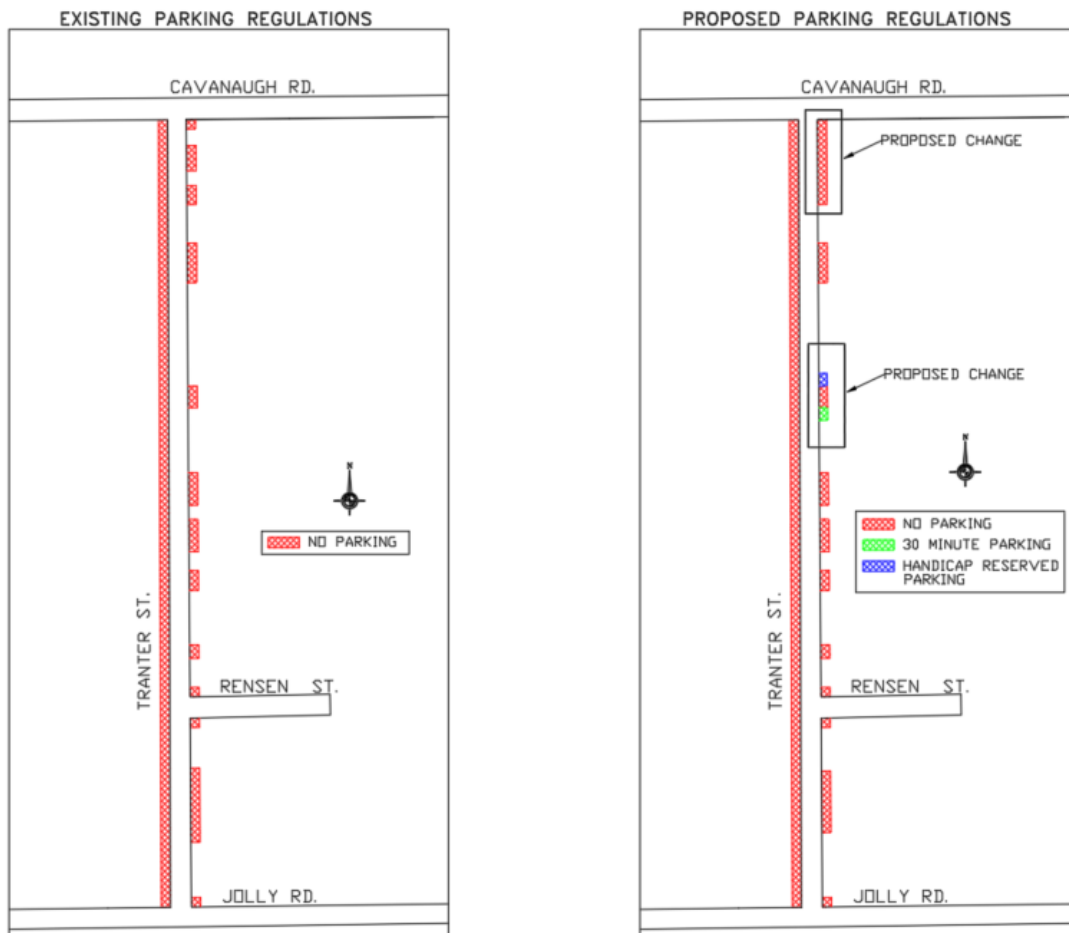 EXISTING PARKING REGULATIONS
CAVANAUGH RD.
N
NO PARKING
TRANTER ST.
RENSEN ST.
JOLLY RD.
PROPOSED PARKING REGULATIONS
CAVANAUGH RD.
PROPOSED CHANGE
PROPOSED CHANGE
N
NO PARKING
30 MINUTE PARKING
HANDICAP RESERVED
PARKING
TRANTER ST.
RENSEN ST.
JOLLY RD.